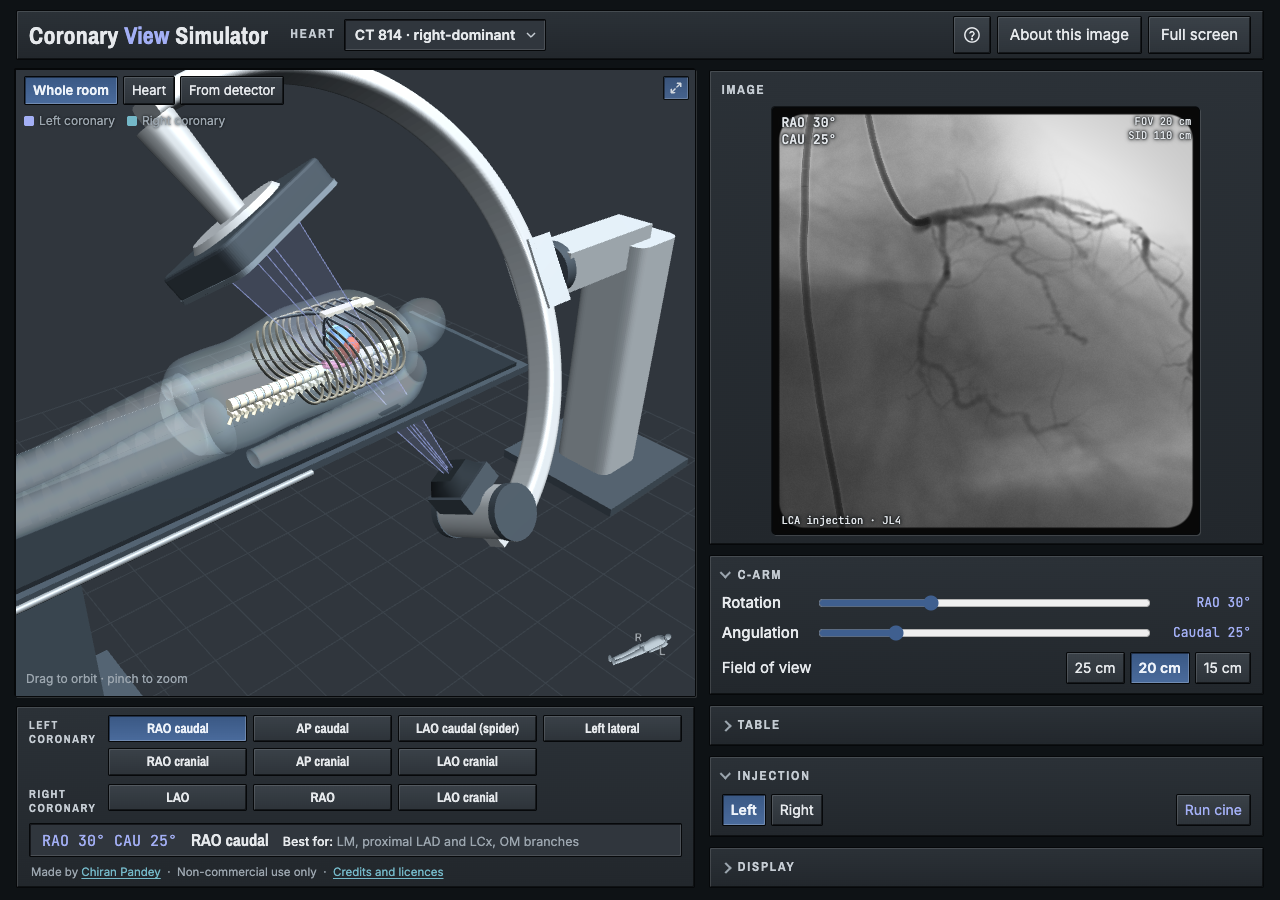 Coronary View Simulator
HEART
CT 814 · right-dominant
About this image
Full screen
Whole room
Heart
From detector
Left coronary
Right coronary
R
L
Drag to orbit · pinch to zoom
IMAGE
RAO 30°
CAU 25°
FOV 20 cm
SID 110 cm
LCA injection · JL4
C-ARM
Rotation
RAO 30°
Angulation
Caudal 25°
Field of view
25 cm
20 cm
15 cm
TABLE
INJECTION
Left
Right
Run cine
DISPLAY
LEFT
CORONARY
RAO caudal
AP caudal
LAO caudal (spider)
Left lateral
RAO cranial
AP cranial
LAO cranial
RIGHT
CORONARY
LAO
RAO
LAO cranial
RAO 30° CAU 25° RAO caudal Best for: LM, proximal LAD and LCx, OM branches
Made by Chiran Pandey · Non-commercial use only · Credits and licences